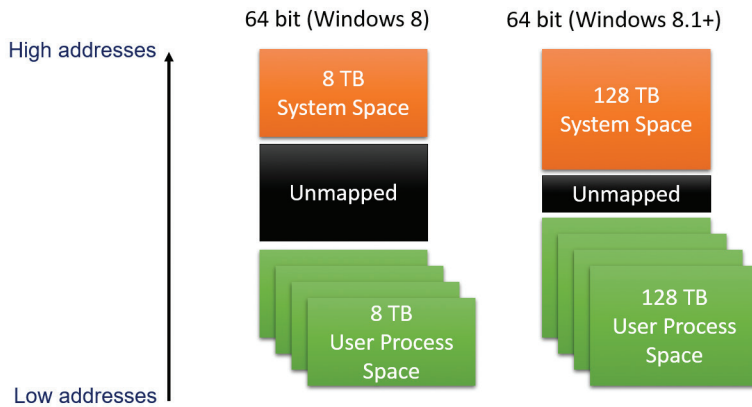 64 bit (Windows 8)
64 bit (Windows 8.1+)
High addresses
8 TB
System Space
128 TB
System Space
Unmapped
Unmapped
8 TB
User Process
Space
128 TB
User Process
Space
Low addresses